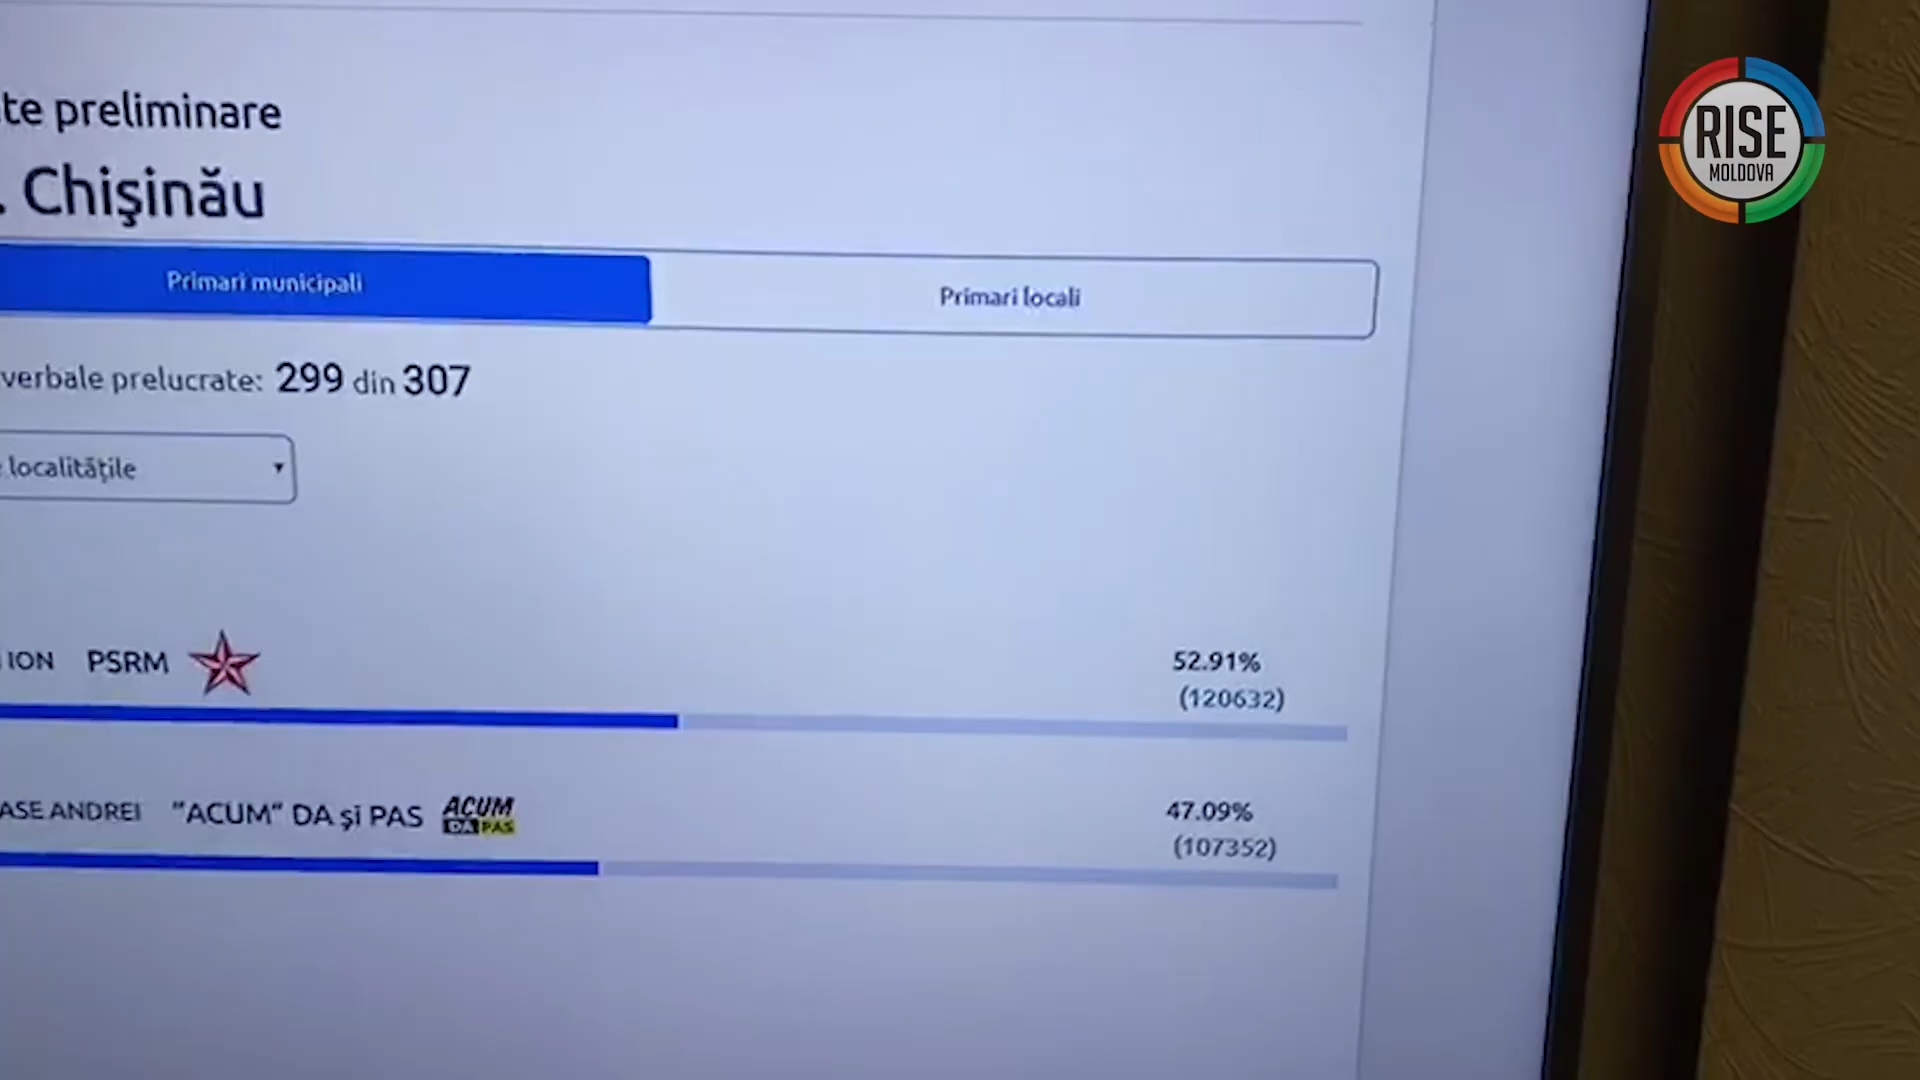 te preliminare
. Chişinău
Primari municipali
Primari locali
verbale prelucrate: 299 din 307
localităţile
ION PSRM
52.91%
(120632)
ASE ANDREI "ACUM" DA şi PAS ACUM DA PAS
47.09%
(107352)
RISE
MOLDOVA